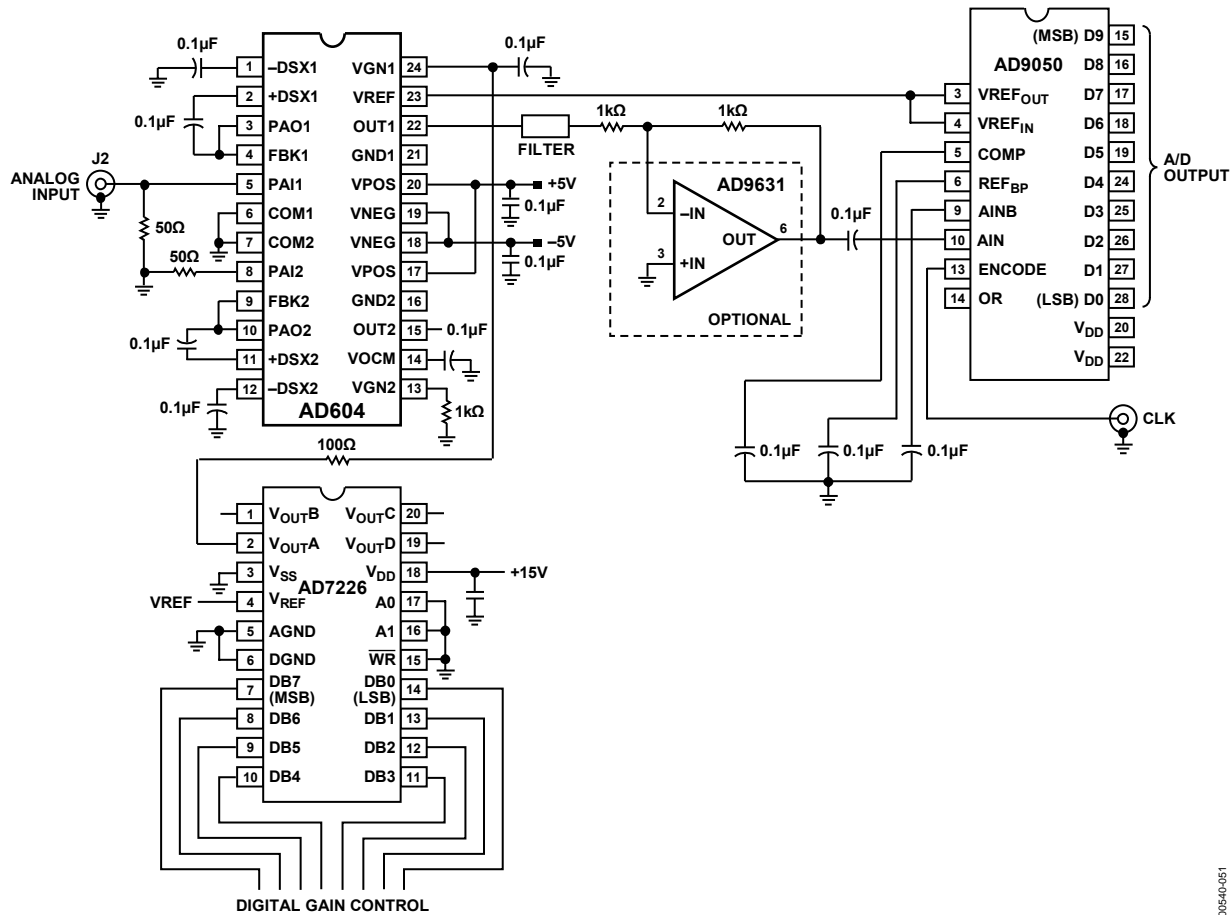 0.1µF
1 –DSX1
2 +DSX1
0.1µF
3 PAO1
4 FBK1
J2
ANALOG
INPUT
5 PAI1
6 COM1
50Ω
7 COM2
50Ω
8 PAI2
9 FBK2
10 PAO2
0.1µF
11 +DSX2
12 –DSX2
0.1µF
VGN1 24
0.1µF
VREF 23
OUT1 22
GND1 21
VPOS 20
+5V
0.1µF
VNEG 19
VNEG 18
–5V
0.1µF
VPOS 17
GND2 16
OUT2 15
0.1µF
VOCM 14
VGN2 13
1kΩ
AD604
FILTER
1kΩ
1kΩ
AD9631
2 –IN
OUT 6
3 +IN
OPTIONAL
0.1µF
AD9050
3 VREFOUT
4 VREFIN
5 COMP
6 REFBP
9 AINB
10 AIN
13 ENCODE
14 OR
(MSB) D9 15
D8 16
D7 17
D6 18
D5 19
D4 24
D3 25
D2 26
D1 27
(LSB) D0 28
VDD 20
VDD 22
A/D
OUTPUT
CLK
0.1µF
0.1µF
0.1µF
100Ω
1 VOUTB
2 VOUTA
3 VSS
VREF
4 VREF
5 AGND
6 DGND
7 DB7
(MSB)
8 DB6
9 DB5
10 DB4
AD7226
VOUTC 20
VOUTD 19
VDD 18
+15V
A0 17
A1 16
WR 15
DB0 14
(LSB)
DB1 13
DB2 12
DB3 11
DIGITAL GAIN CONTROL
00540-051